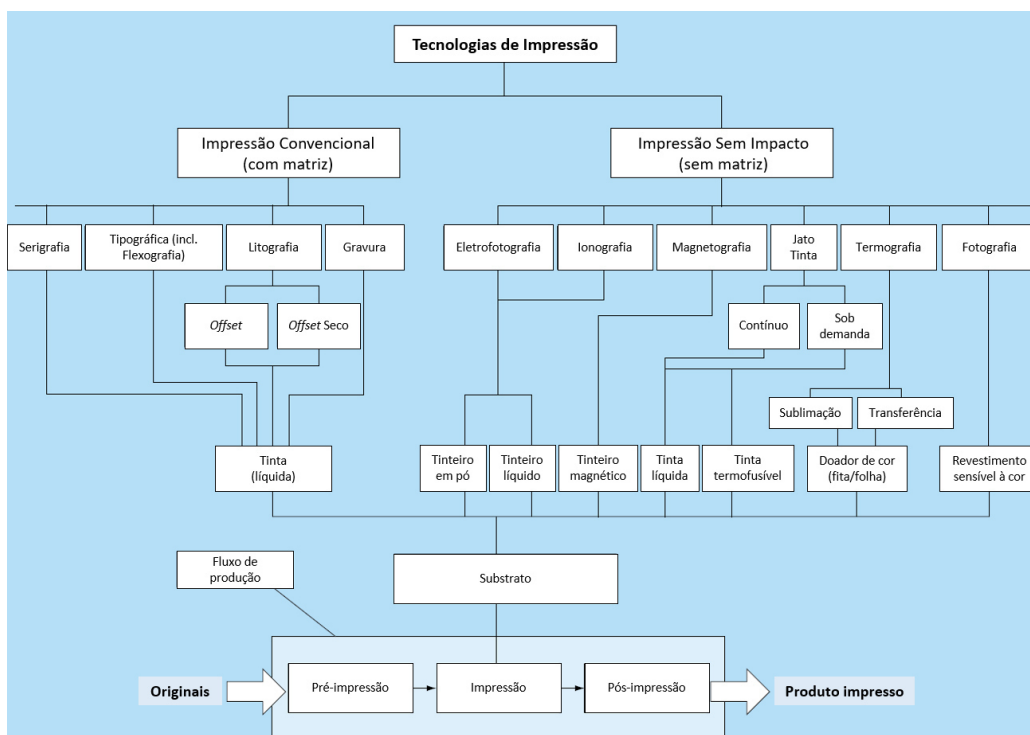 Tecnologias de Impressão
Impressão Convencional
(com matriz)
Impressão Sem Impacto
(sem matriz)
Serigrafia
Tipográfica (incl.
Flexografia)
Litografia
Gravura
Eletrofotografia
Ionografia
Magnetografia
Jato
Tinta
Termografia
Fotografia
Offset
Offset Seco
Contínuo
Sob
demanda
Sublimação
Transferência
Tinta
(líquida)
Tinteiro
em pó
Tinteiro
líquido
Tinteiro
magnético
Tinta
líquida
Tinta
termofusível
Doador de cor
(fita/folha)
Revestimento
sensível à cor
Fluxo de
produção
Substrato
Originais
Pré-impressão
Impressão
Pós-impressão
Produto impresso